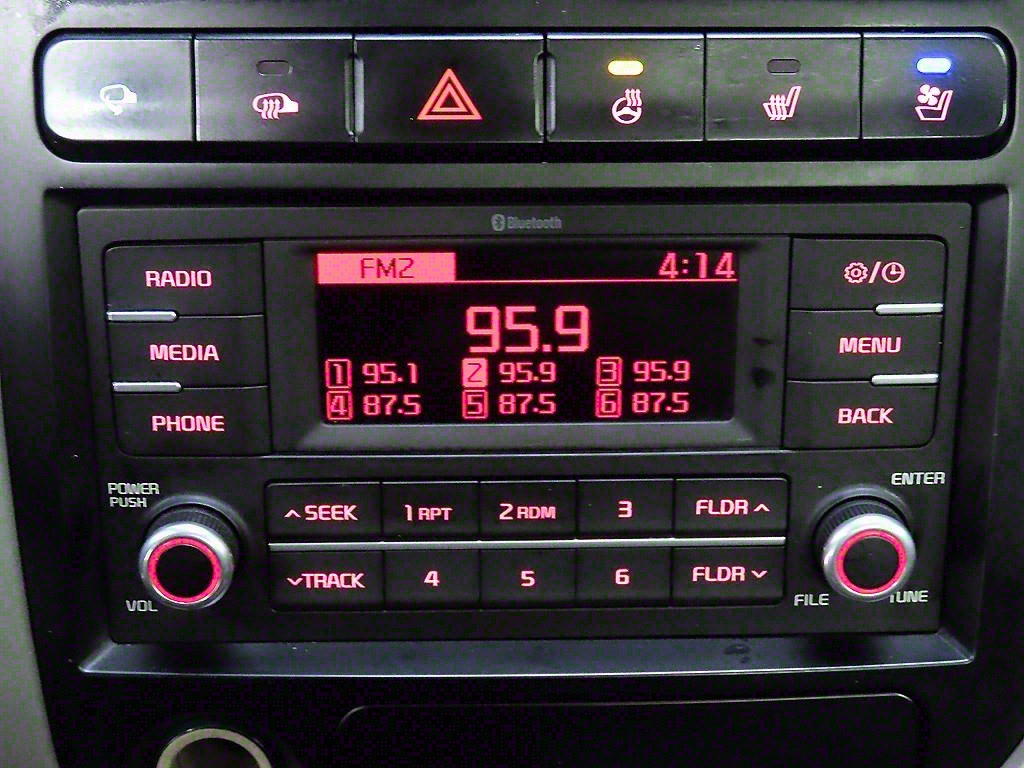 Bluetooth
RADIO
MEDIA
PHONE
FM2 4:14
95.9
1 95.1 2 95.9 3 95.9
4 87.5 5 87.5 6 87.5
/
MENU
BACK
POWER
PUSH
VOL
SEEK 1 RPT 2 RDM 3 FLDR
TRACK 4 5 6 FLDR
ENTER
FILE TUNE